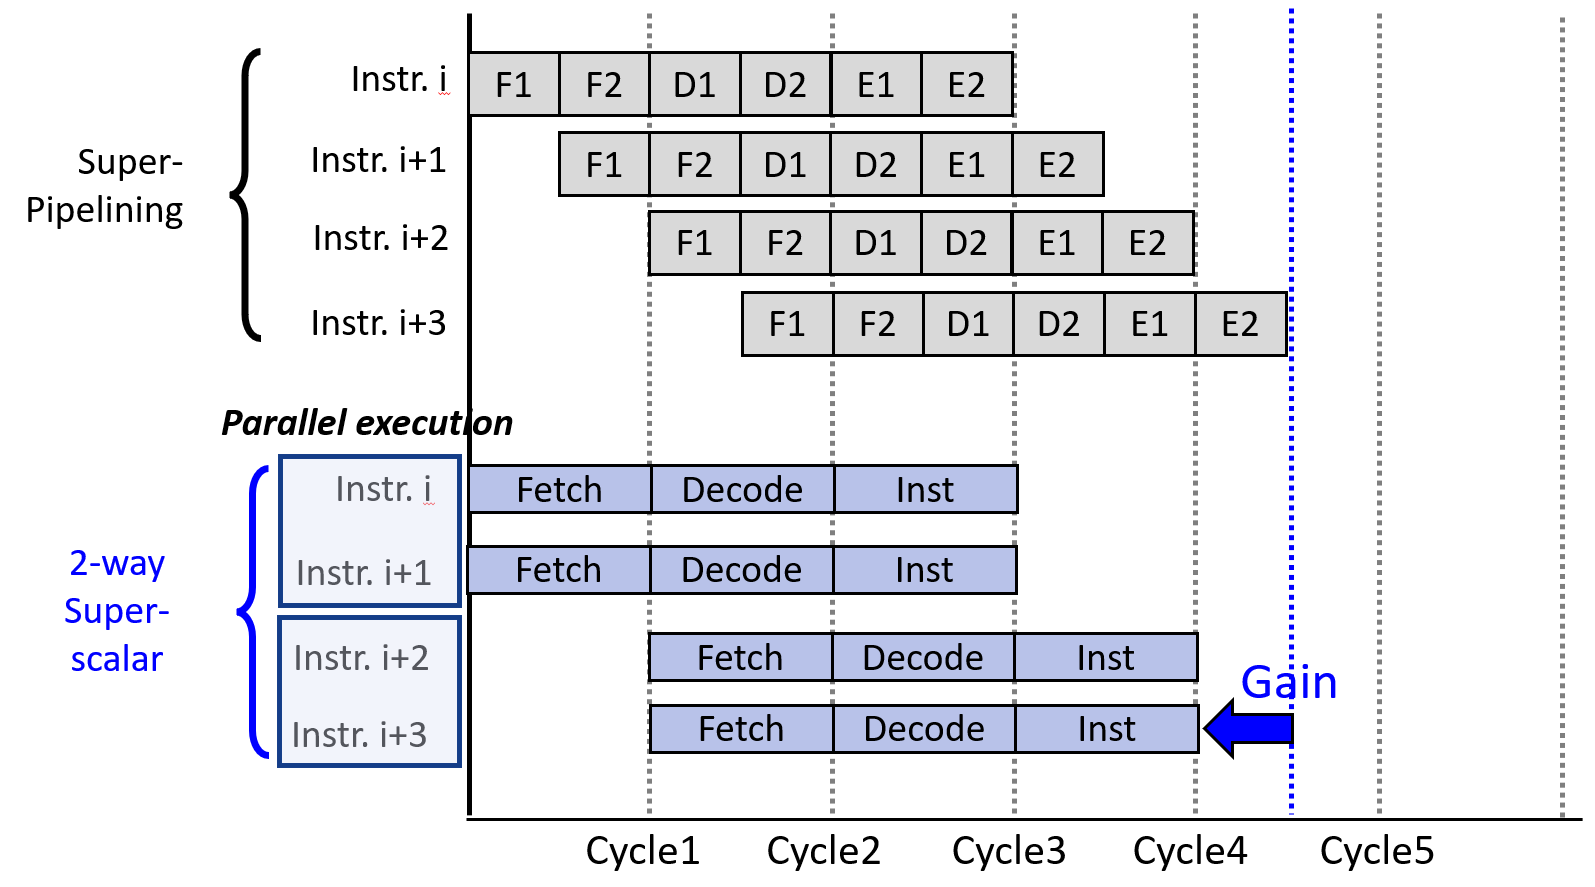 Instr. i F1 F2 D1 D2 E1 E2
Instr. i+1 F1 F2 D1 D2 E1 E2
Super-
Pipelining
Instr. i+2 F1 F2 D1 D2 E1 E2
Instr. i+3 F1 F2 D1 D2 E1 E2
Parallel execution
Instr. i Fetch Decode Inst
Instr. i+1 Fetch Decode Inst
2-way
Super-
scalar
Instr. i+2 Fetch Decode Inst
Gain
Instr. i+3 Fetch Decode Inst
Cycle1 Cycle2 Cycle3 Cycle4 Cycle5